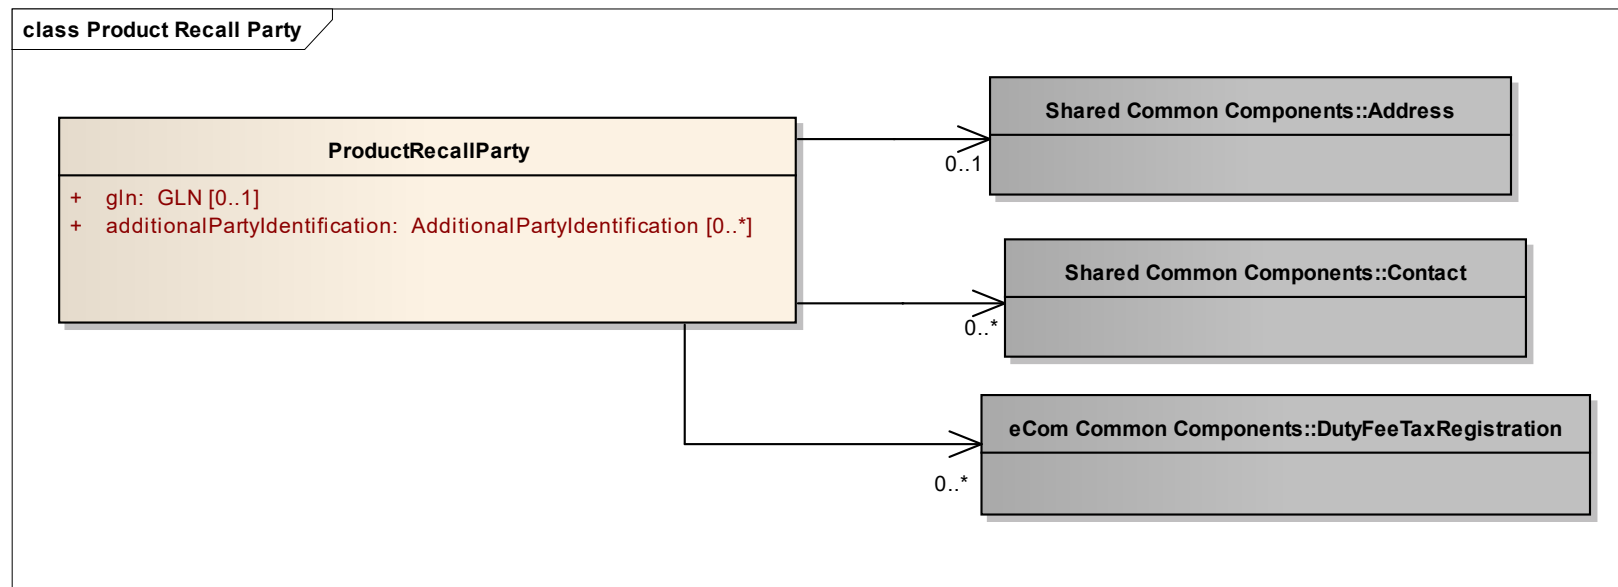 class Product Recall Party
ProductRecallParty
+ gln: GLN [0..1]
+ additionalPartyIdentification: AdditionalPartyIdentification [0..*]
Shared Common Components::Address
0..1
Shared Common Components::Contact
0..*
eCom Common Components::DutyFeeTaxRegistration
0..*